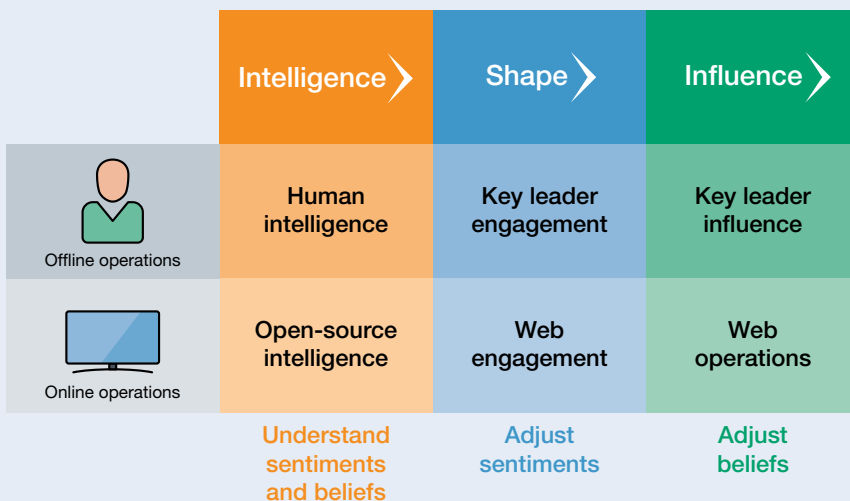 Intelligence
Shape
Influence
Offline operations
Human
intelligence
Key leader
engagement
Key leader
influence
Online operations
Open-source
intelligence
Web
engagement
Web
operations
Understand
sentiments
and beliefs
Adjust
sentiments
Adjust
beliefs